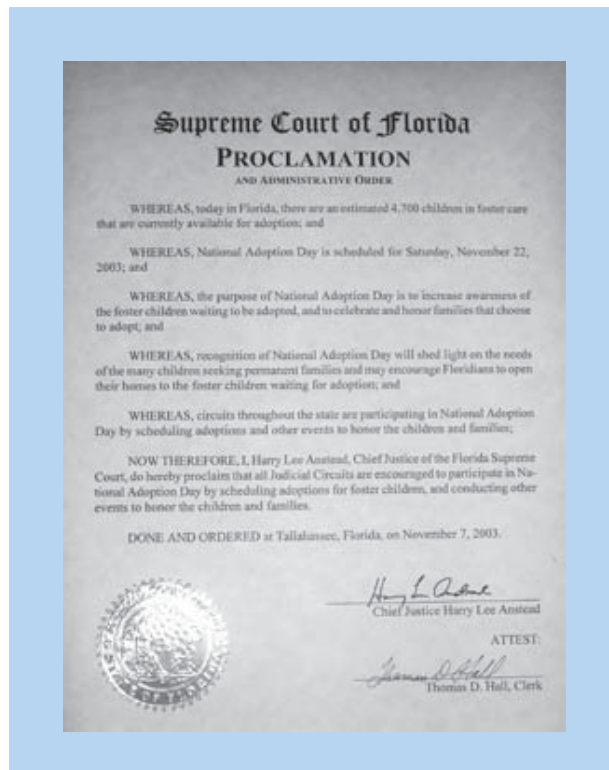 Supreme Court of Florida
PROCLAMATION
AND ADMINISTRATIVE ORDER
WHEREAS, today in Florida, there are an estimated 4,700 children in foster care
that are currently available for adoption; and
WHEREAS, National Adoption Day is scheduled for Saturday, November 22,
2003; and
WHEREAS, the purpose of National Adoption Day is to increase awareness of
the foster children waiting to be adopted, and to celebrate and honor families that choose
to adopt; and
WHEREAS, recognition of National Adoption Day will shed light on the needs
of the many children seeking permanent families and may encourage Floridians to open
their homes to the foster children waiting for adoption; and
WHEREAS, circuits throughout the state are participating in National Adoption
Day by scheduling adoptions and other events to honor the children and families;
NOW THEREFORE, I, Harry Lee Anstead, Chief Justice of the Florida Supreme
Court, do hereby proclaim that all Judicial Circuits are encouraged to participate in Na-
tional Adoption Day by scheduling adoptions for foster children, and conducting other
events to honor the children and families.
DONE AND ORDERED at Tallahassee, Florida, on November 7, 2003.
Chief Justice Harry Lee Anstead
ATTEST:
Thomas D. Hall
Thomas D. Hall, Clerk